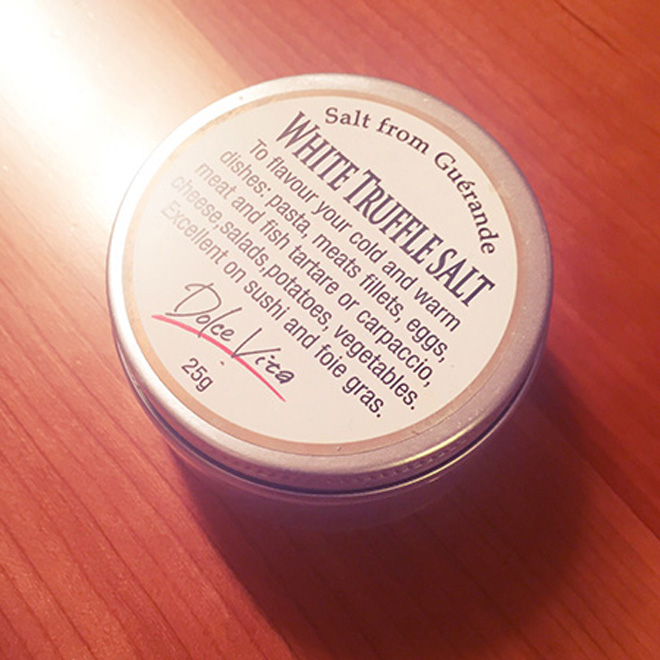 Salt from Guérande
WHITE TRUFFLE SALT
To flavour your cold and warm
dishes: pasta, meats fillets, eggs,
meat and fish tartare or carpaccio,
cheese,salads,potatoes, vegetables.
Excellent on sushi and foie gras.
Dolce Vita
25g